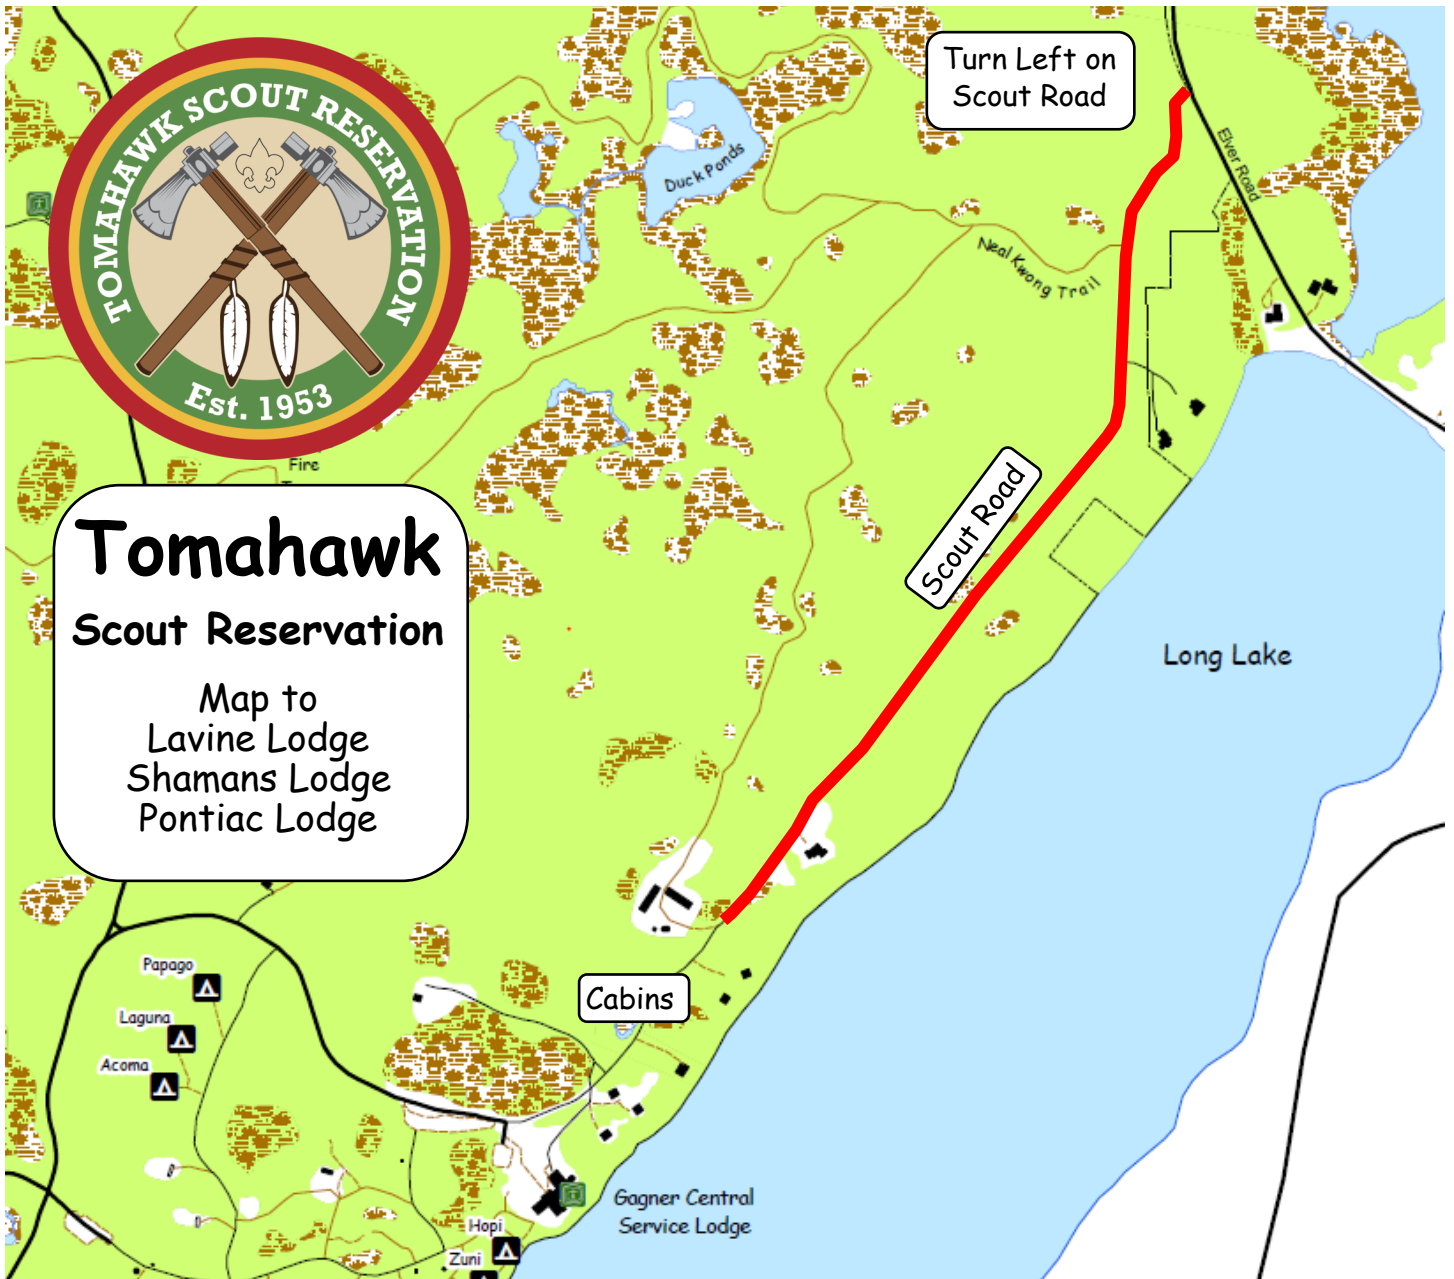 Turn Left on
Scout Road
TOMAHAWK SCOUT RESERVATION
Est. 1953
Duck Ponds
Elver Road
Neal Kwong Trail
Fire
Tomahawk
Scout Reservation
Map to
Lavine Lodge
Shamans Lodge
Pontiac Lodge
Scout Road
Long Lake
Papago
Laguna
Acoma
Cabins
Gagner Central
Service Lodge
Hopi
Zuni